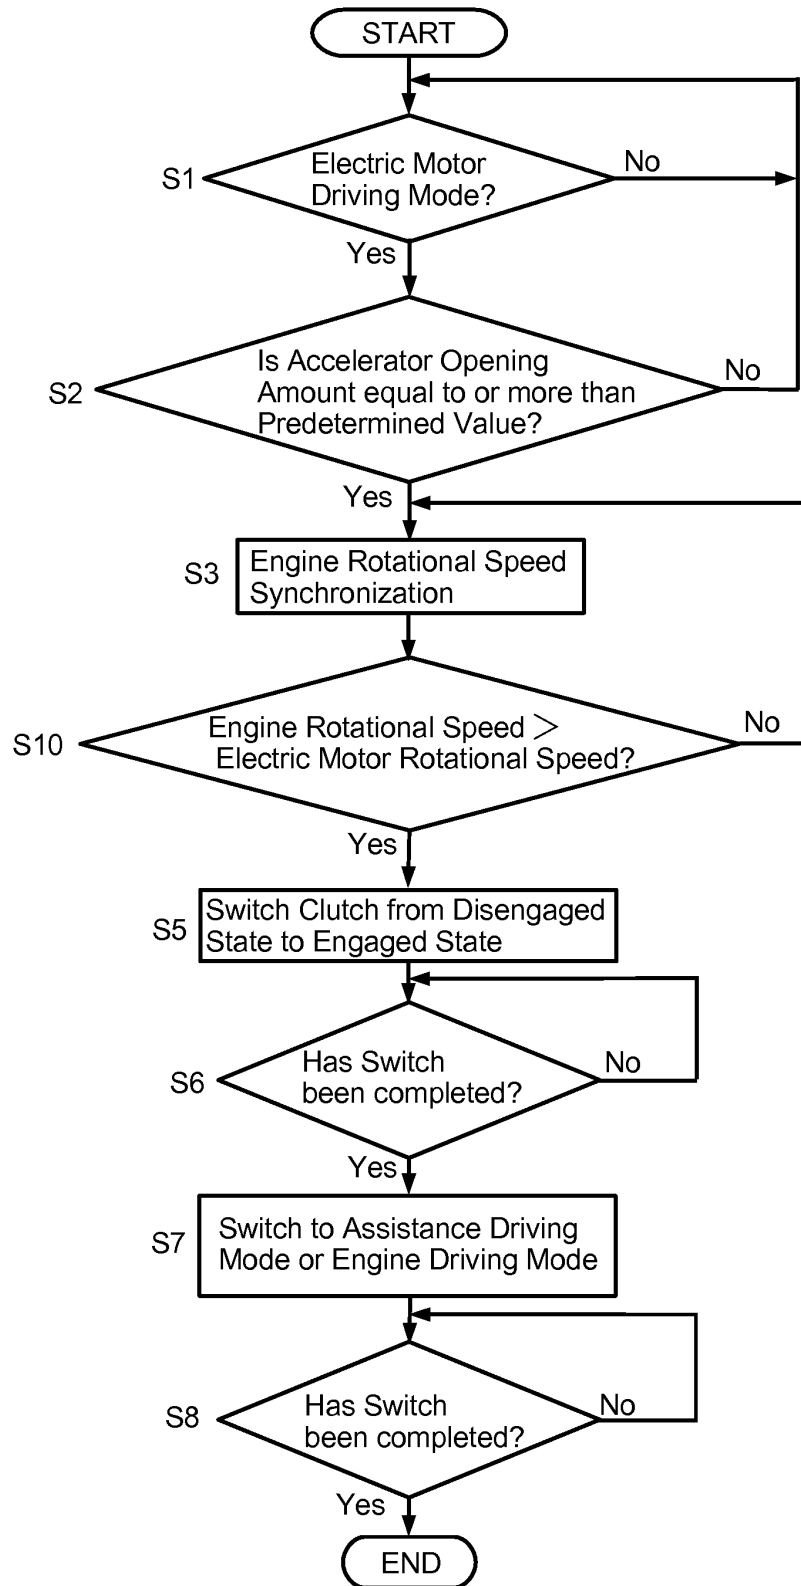 START
S1
Electric Motor
Driving Mode?
No
Yes
S2
Is Accelerator Opening
Amount equal to or more than
Predetermined Value?
No
Yes
S3
Engine Rotational Speed
Synchronization
S10
Engine Rotational Speed >
Electric Motor Rotational Speed?
No
Yes
S5
Switch Clutch from Disengaged
State to Engaged State
S6
Has Switch
been completed?
No
Yes
S7
Switch to Assistance Driving
Mode or Engine Driving Mode
S8
Has Switch
been completed?
No
Yes
END